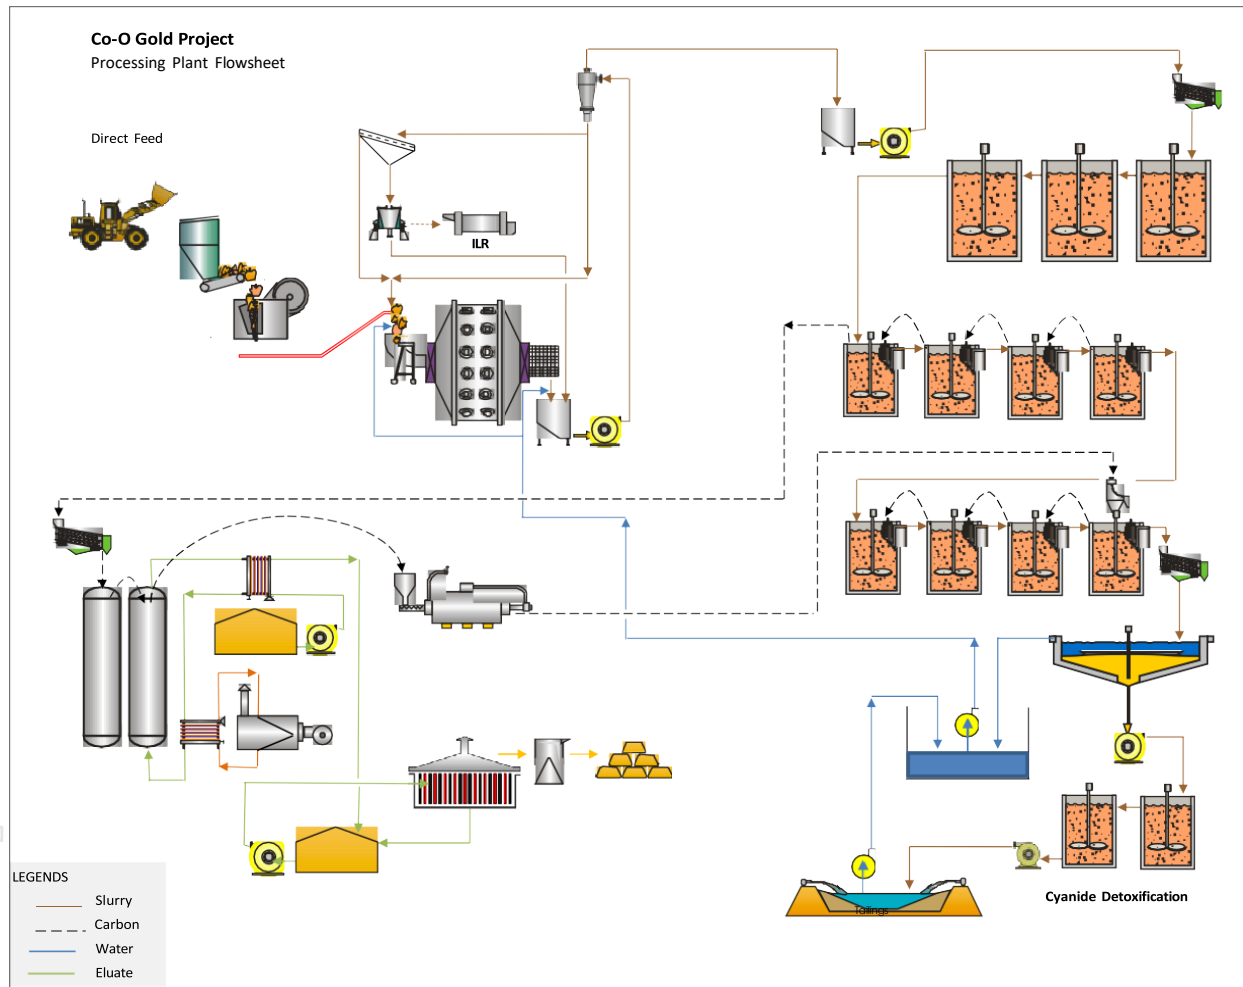 Co-O Gold Project
Processing Plant Flowsheet
Direct Feed
ILR
Cyanide Detoxification
Tailings
LEGENDS
Slurry
Carbon
Water
Eluate